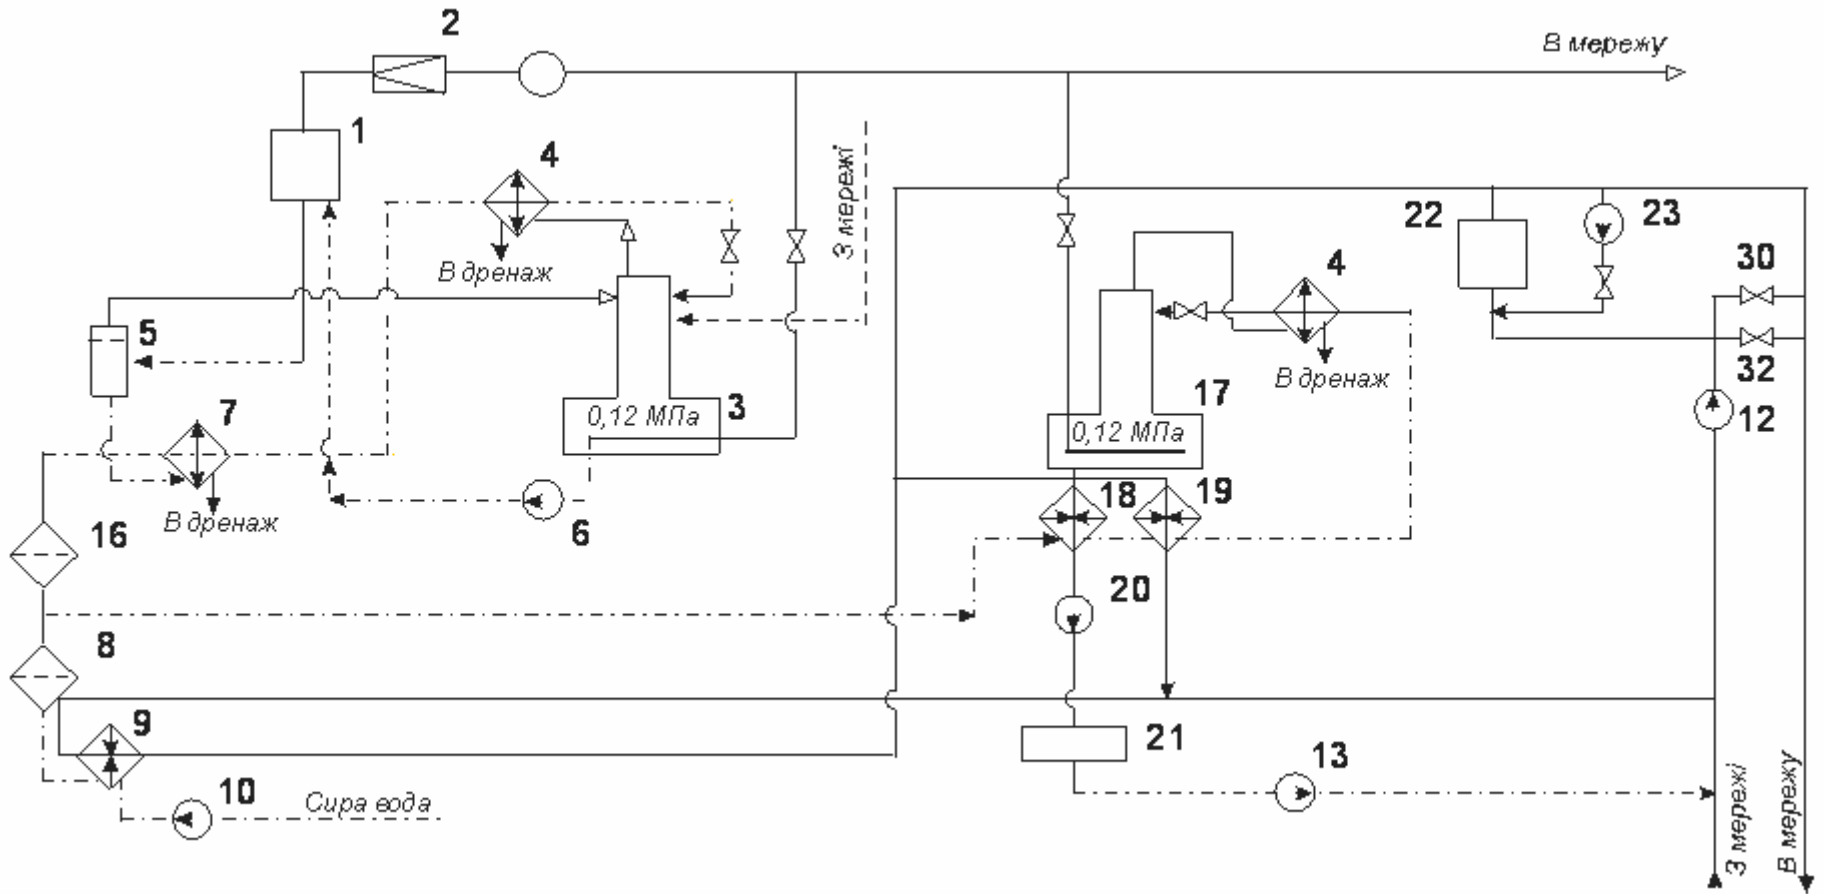 2
В мережу
1
4
З мережі
22
23
В дренаж
4
30
5
32
В дренаж
7
3
0,12 МПа
17
12
0,12 МПа
18
19
16
В дренаж
6
20
8
9
21
13
10
Сира вода
З мережі
В мережу